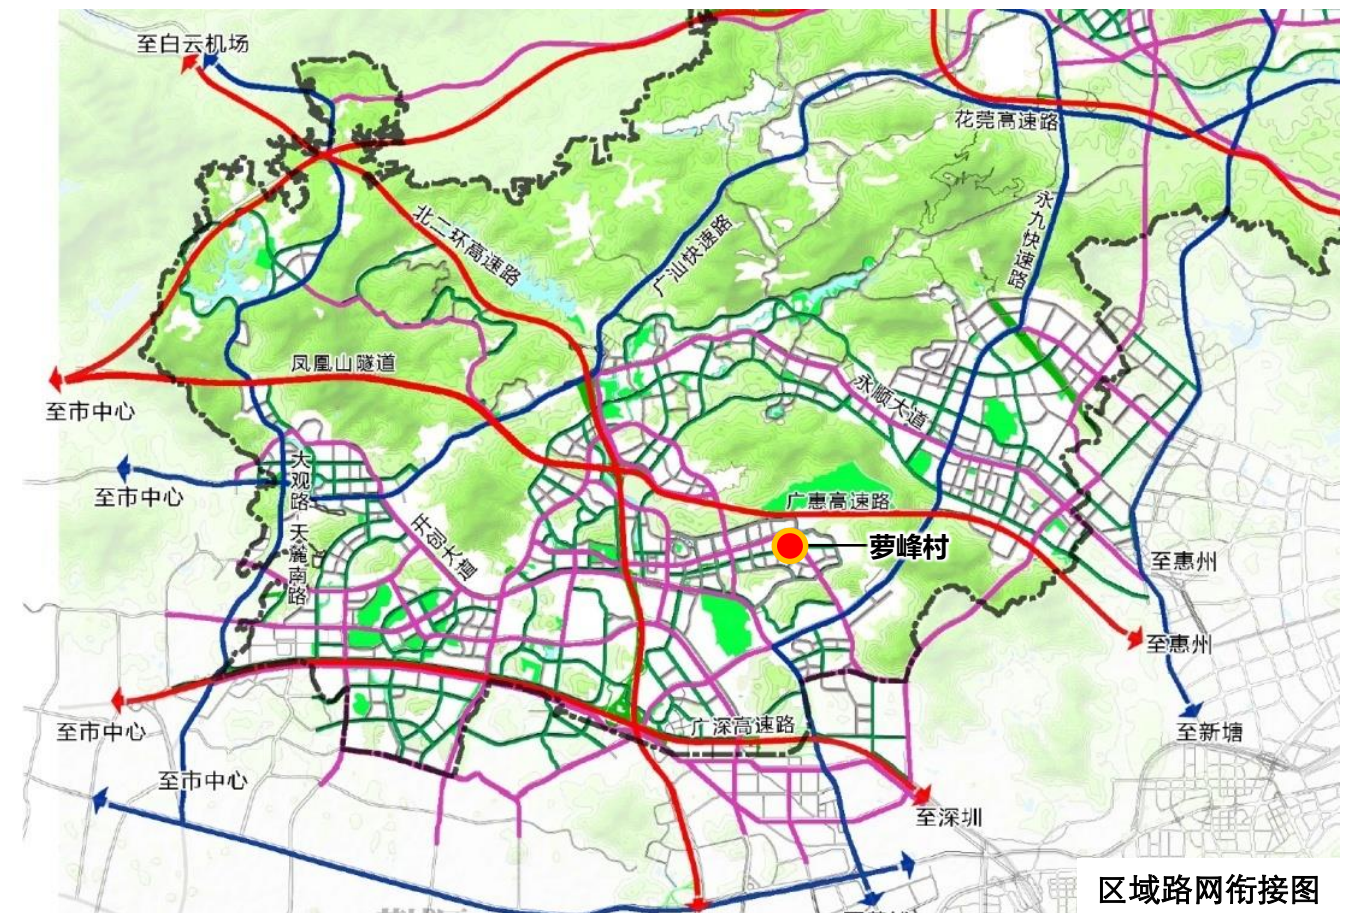 至白云机场
花莞高速路
永九快速路
北二环高速路
广汕快速路
凤凰山隧道
至市中心
永顺大道
大观路
至市中心
广惠高速路
开创大道
天麓南路
萝峰村
至惠州
至惠州
至市中心
广深高速路
至新塘
至市中心
至深圳
区域路网衔接图